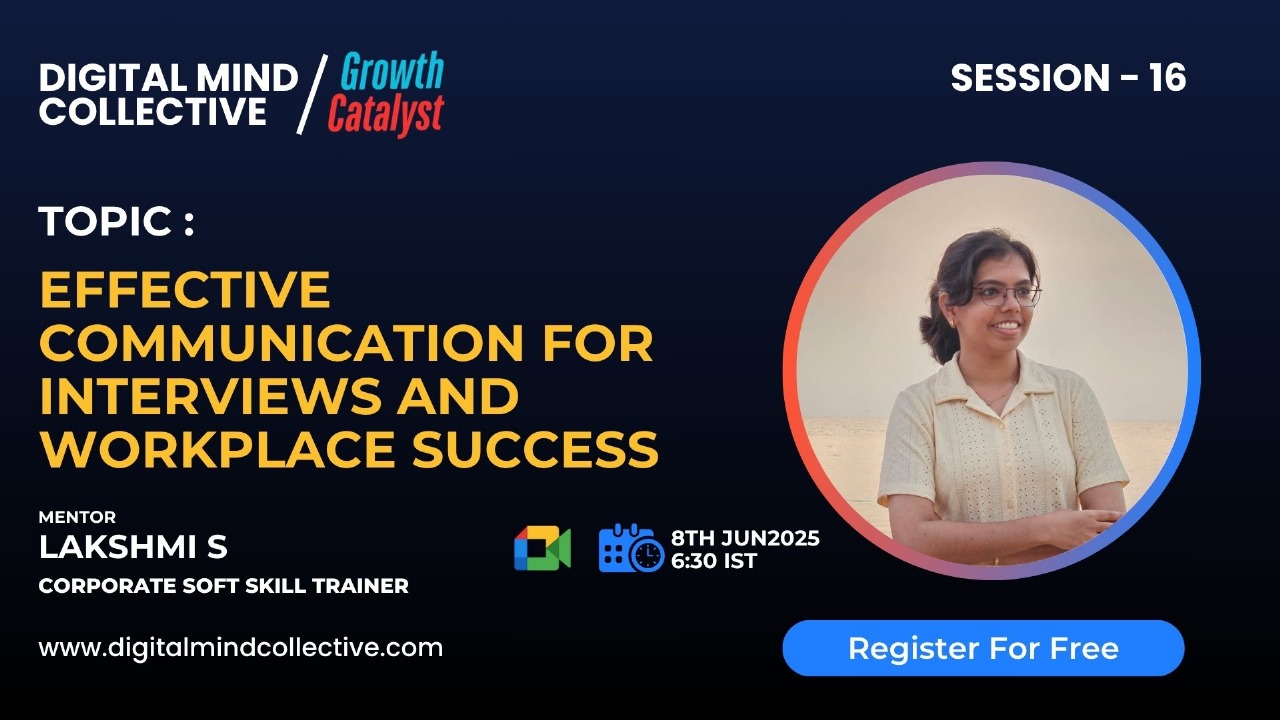 DIGITAL MIND
COLLECTIVE
Growth
Catalyst
SESSION - 16
TOPIC :
EFFECTIVE
COMMUNICATION FOR
INTERVIEWS AND
WORKPLACE SUCCESS
MENTOR
LAKSHMI S
CORPORATE SOFT SKILL TRAINER
8TH JUN2025
6:30 IST
www.digitalmindcollective.com
Register For Free